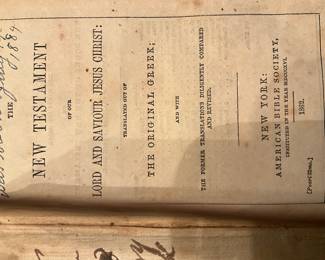 1884
THE
NEW TESTAMENT
OF OUR
LORD AND SAVIOUR JESUS CHRIST:
TRANSLATED OUT OF
THE ORIGINAL GREEK;
AND WITH
THE FORMER TRANSLATIONS DILIGENTLY COMPARED
AND REVISED.
NEW YORK:
AMERICAN BIBLE SOCIETY,
INSTITUTED IN THE YEAR MDCCCXVI.
1862.